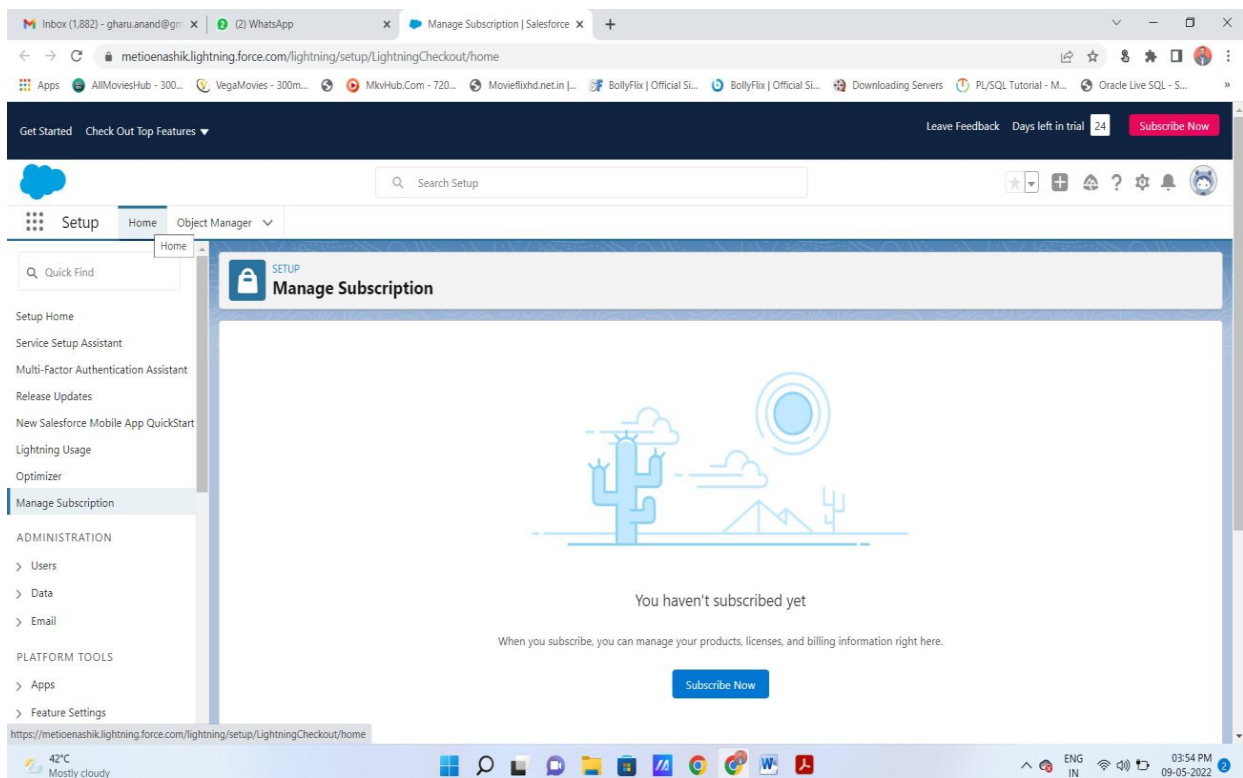 Inbox (1,882) - gharu.anand@gm
(2) WhatsApp
Manage Subscription | Salesforce
metioenashik.lightning.force.com/lightning/setup/LightningCheckout/home
Apps AllMoviesHub - 300... VegaMovies - 300m... MkvHub.Com - 720... Movieflixhd.net.in |... BollyFlix | Official Si... BollyFlix | Official Si... Downloading Servers PL/SQL Tutorial - M... Oracle Live SQL - S... »
Get Started Check Out Top Features Leave Feedback Days left in trial 24 Subscribe Now
Search Setup
Setup Home Object Manager
Home
Quick Find
SETUP
Manage Subscription
Setup Home
Service Setup Assistant
Multi-Factor Authentication Assistant
Release Updates
New Salesforce Mobile App QuickStart
Lightning Usage
Optimizer
Manage Subscription
ADMINISTRATION
Users
Data
Email
PLATFORM TOOLS
Apps
Feature Settings
You haven't subscribed yet
When you subscribe, you can manage your products, licenses, and billing information right here.
Subscribe Now
https://metioenashik.lightning.force.com/lightning/setup/LightningCheckout/home
42°C
Mostly cloudy
ENG
IN
03:54 PM
09-05-2022
2